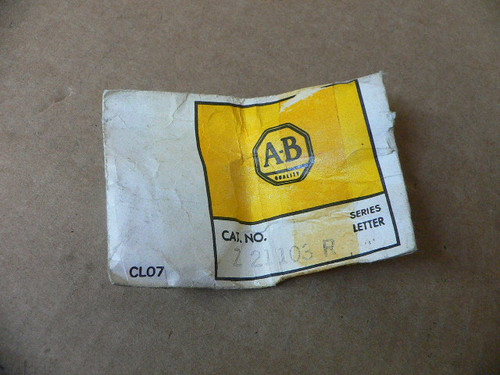 A-B
QUALITY
CAT. NO.
SERIES
LETTER
CL07